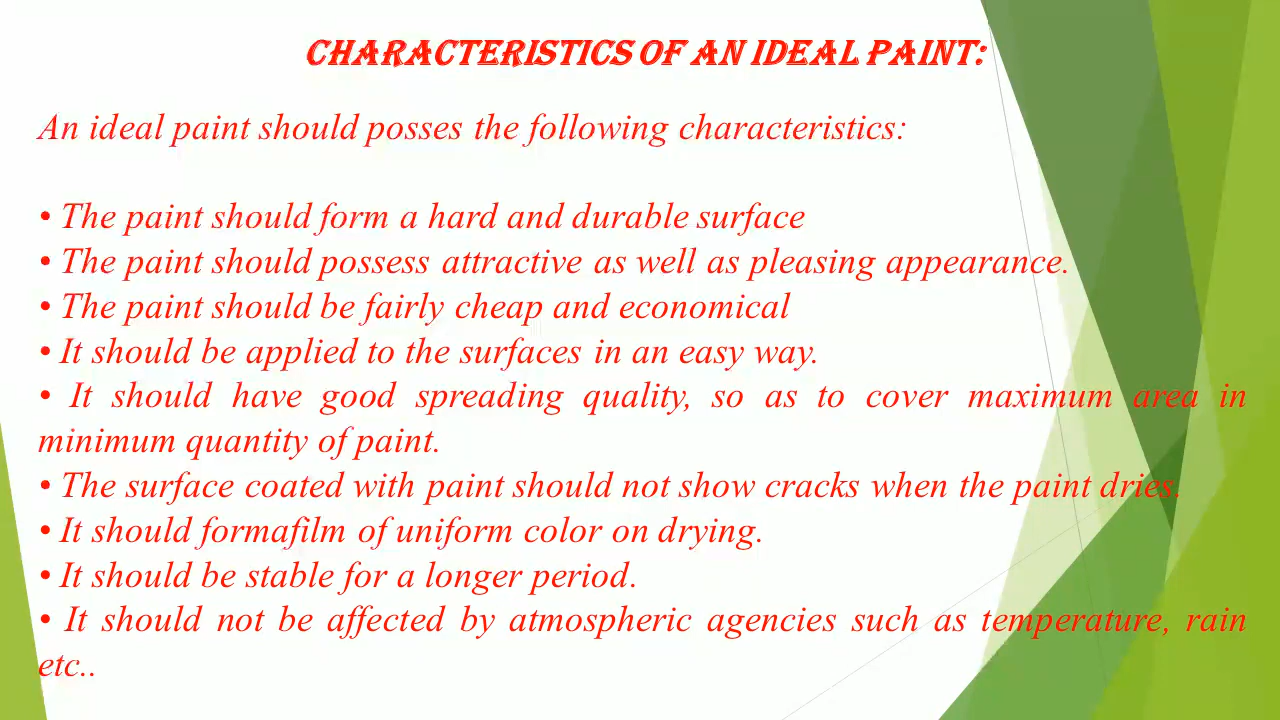 CHARACTERISTICS OF AN IDEAL PAINT:
An ideal paint should posses the following characteristics:
• The paint should form a hard and durable surface
• The paint should possess attractive as well as pleasing appearance.
• The paint should be fairly cheap and economical
• It should be applied to the surfaces in an easy way.
• It should have good spreading quality, so as to cover maximum area in
minimum quantity of paint.
• The surface coated with paint should not show cracks when the paint dries.
• It should formafilm of uniform color on drying.
• It should be stable for a longer period.
• It should not be affected by atmospheric agencies such as temperature, rain
etc..